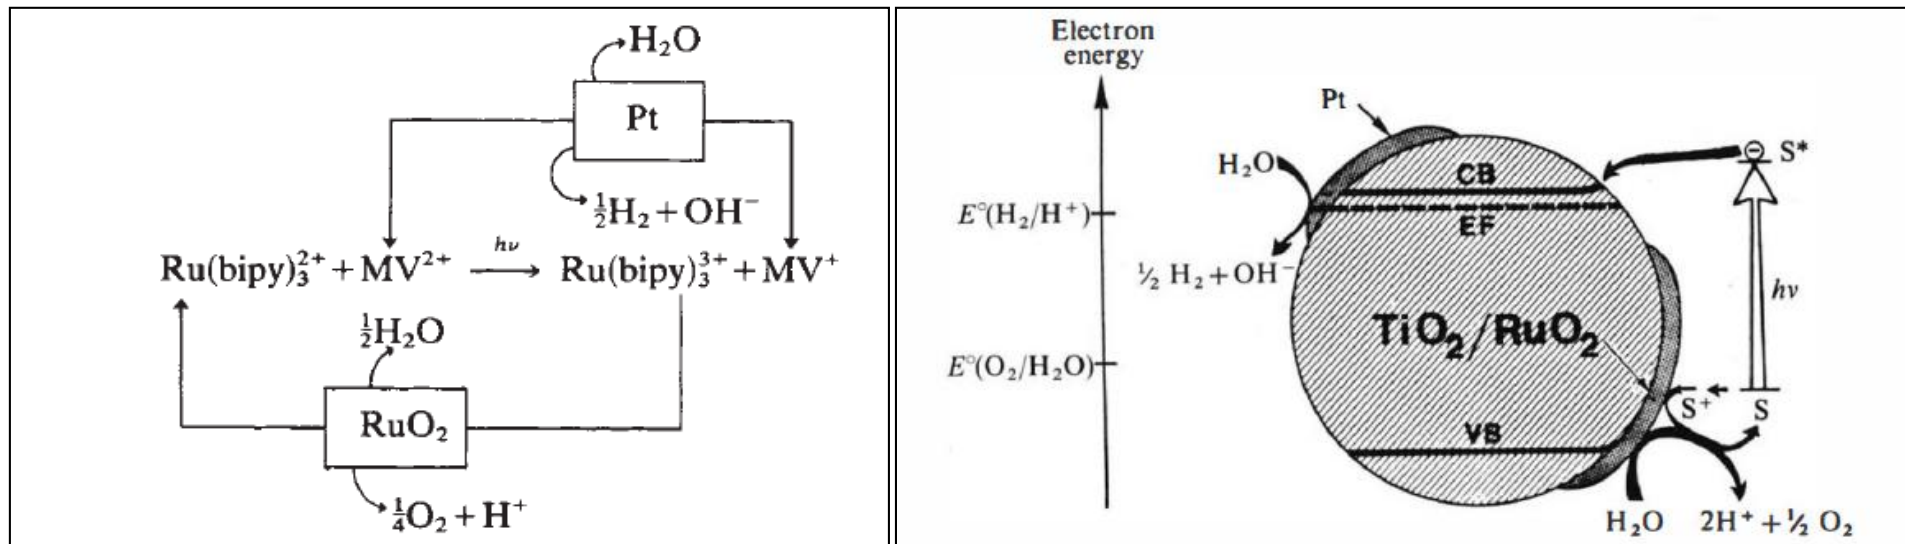 H₂O
Pt
½H₂ + OH⁻
Ru(bipy)₃²⁺ + MV²⁺ hν Ru(bipy)₃³⁺ + MV⁺
½H₂O
RuO₂
¼O₂ + H⁺
Electron
energy
Pt
S*
H₂O
CB
E°(H₂/H⁺)
EF
½ H₂ + OH⁻
hν
TiO₂/RuO₂
E°(O₂/H₂O)
S⁺ S
VB
H₂O 2H⁺ + ½ O₂